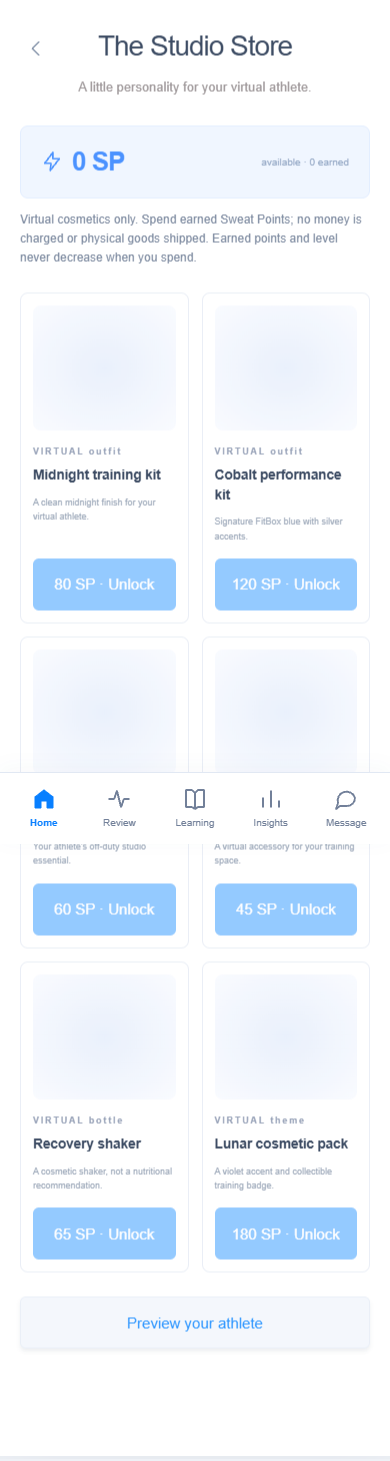 The Studio Store
A little personality for your virtual athlete.
0 SP
available · 0 earned
Virtual cosmetics only. Spend earned Sweat Points; no money is
charged or physical goods shipped. Earned points and level
never decrease when you spend.
VIRTUAL outfit
Midnight training kit
A clean midnight finish for your
virtual athlete.
80 SP · Unlock
VIRTUAL outfit
Cobalt performance
kit
Signature FitBox blue with silver
accents.
120 SP · Unlock
Home
Review
Learning
Insights
Message
Your athlete's off-duty studio
essential.
60 SP · Unlock
A virtual accessory for your training
space.
45 SP · Unlock
VIRTUAL bottle
Recovery shaker
A cosmetic shaker, not a nutritional
recommendation.
65 SP · Unlock
VIRTUAL theme
Lunar cosmetic pack
A violet accent and collectible
training badge.
180 SP · Unlock
Preview your athlete